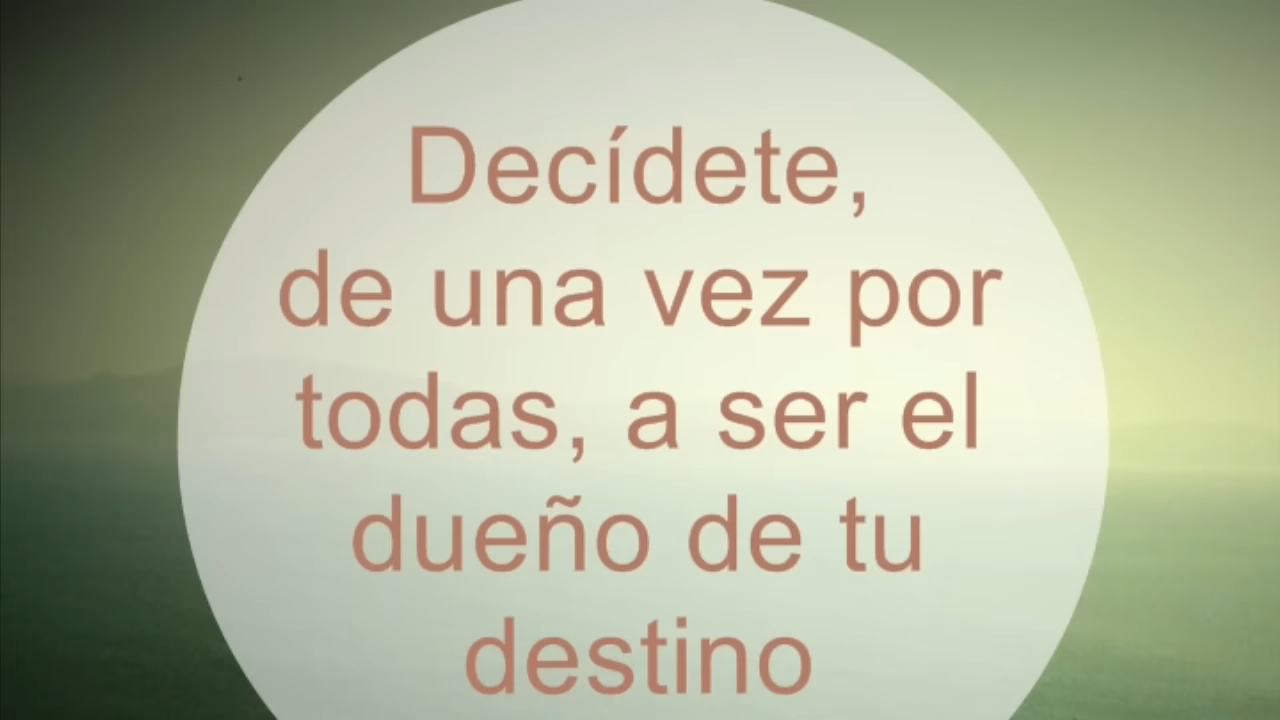 Decídete,
de una vez por
todas, a ser el
dueño de tu
destino